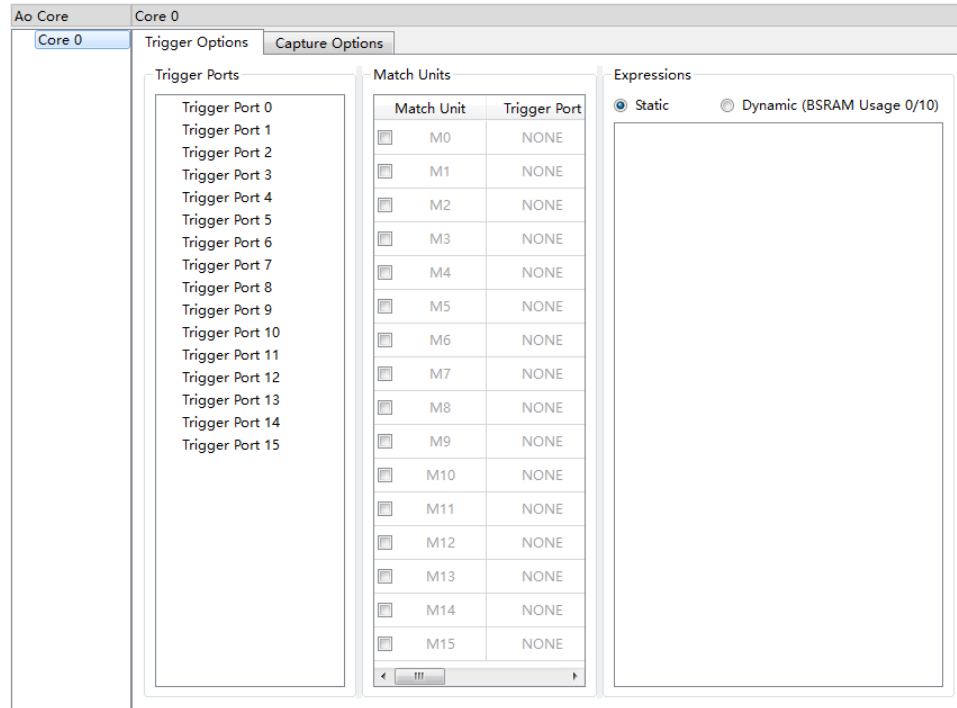 Ao Core
Core 0
Core 0
Trigger Options
Capture Options
Trigger Ports
Trigger Port 0
Trigger Port 1
Trigger Port 2
Trigger Port 3
Trigger Port 4
Trigger Port 5
Trigger Port 6
Trigger Port 7
Trigger Port 8
Trigger Port 9
Trigger Port 10
Trigger Port 11
Trigger Port 12
Trigger Port 13
Trigger Port 14
Trigger Port 15
Match Units
Match Unit Trigger Port
M0 NONE
M1 NONE
M2 NONE
M3 NONE
M4 NONE
M5 NONE
M6 NONE
M7 NONE
M8 NONE
M9 NONE
M10 NONE
M11 NONE
M12 NONE
M13 NONE
M14 NONE
M15 NONE
Expressions
Static
Dynamic (BSRAM Usage 0/10)